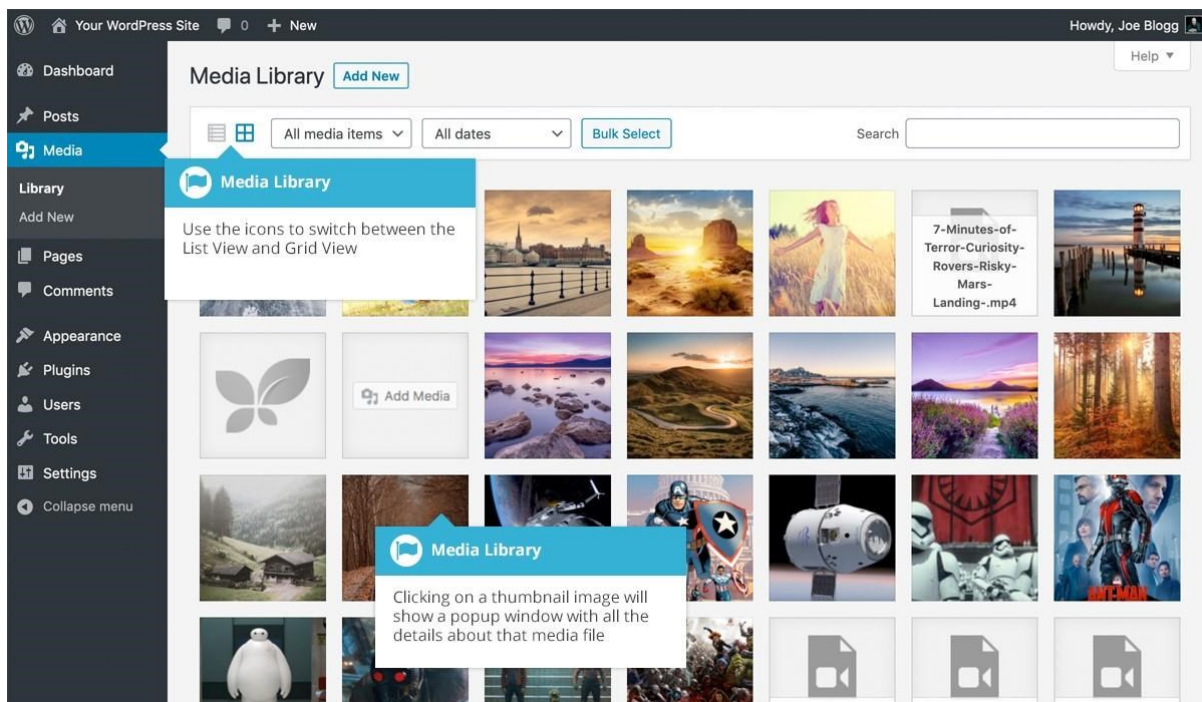 Your WordPress Site 0 + New
Howdy, Joe Blogg
Help
Dashboard
Posts
Media
Library
Add New
Pages
Comments
Appearance
Plugins
Users
Tools
Settings
Collapse menu
Media Library Add New
All media items All dates Bulk Select Search
Media Library
Use the icons to switch between the
List View and Grid View
7-Minutes-of-
Terror-Curiosity-
Rovers-Risky-
Mars-
Landing-.mp4
Add Media
ANT-MAN
Media Library
Clicking on a thumbnail image will
show a popup window with all the
details about that media file